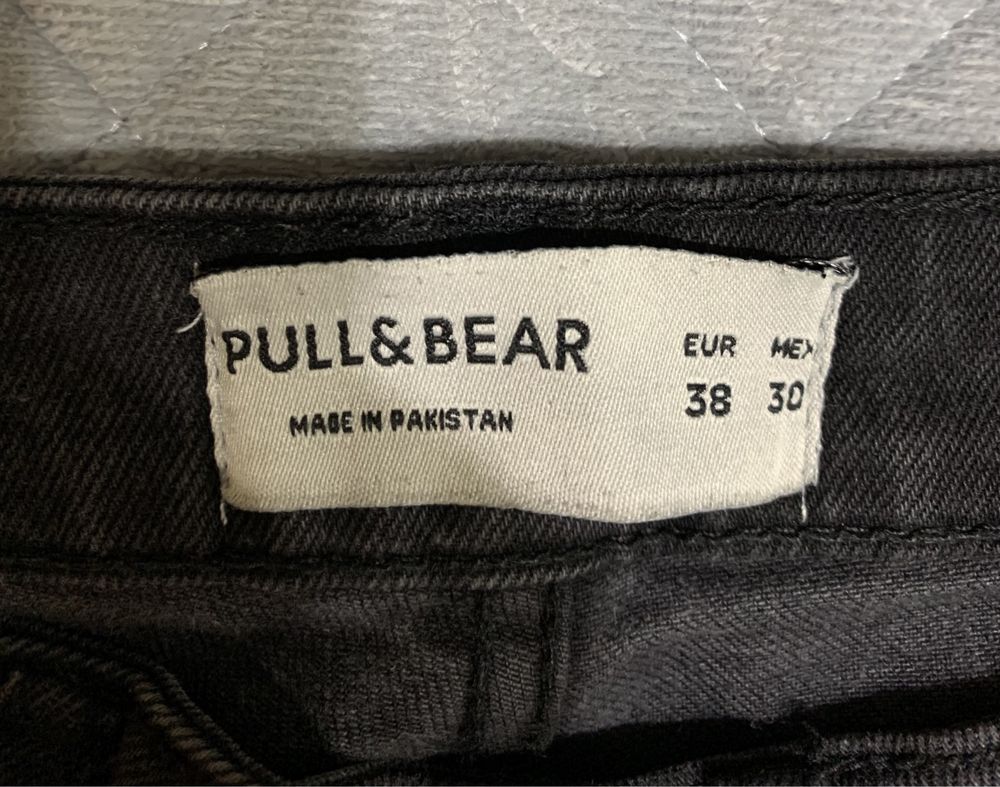 PULL&BEAR
MADE IN PAKISTAN
EUR MEX
38 30